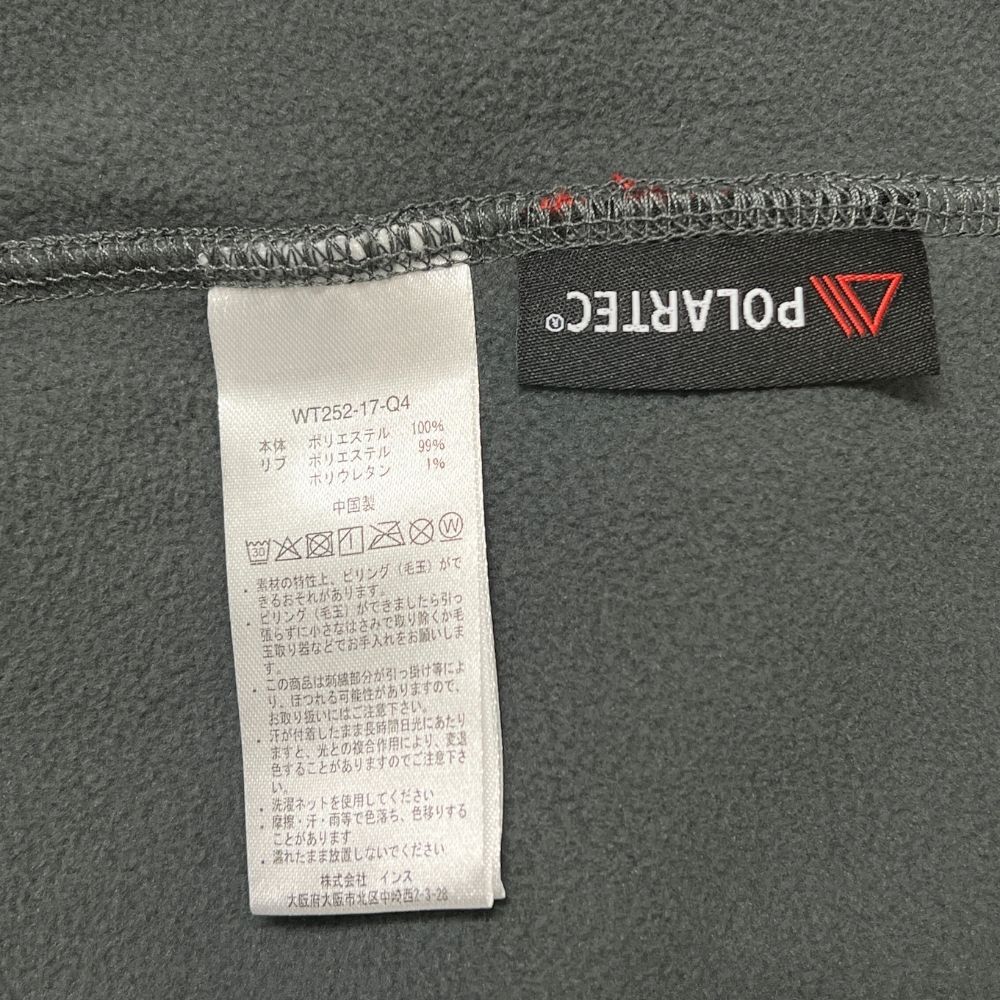 WT252-17-Q4
本体 ポリエステル 100%
リブ ポリエステル 99%
ポリウレタン 1%
中国製
30 W
・素材の特性上、ピリング（毛玉）がで
きるおそれがあります。
・ピリング（毛玉）ができましたら引っ
張らずに小さなはさみで取り除くか毛
玉取り器などでお手入れをお願いしま
す。
・この商品は刺繍部分が引っ掛け等によ
り、ほつれる可能性がありますので、
お取り扱いにはご注意下さい。
・汗が付着したまま長時間日光にあたり
ますと、光との複合作用により、変退
色することがありますのでご注意下さ
い。
・洗濯ネットを使用してください
・摩擦・汗・雨等で色落ち、色移りする
ことがあります
・濡れたまま放置しないでください
株式会社 インス
大阪府大阪市北区中崎西2-3-28
POLARTEC®